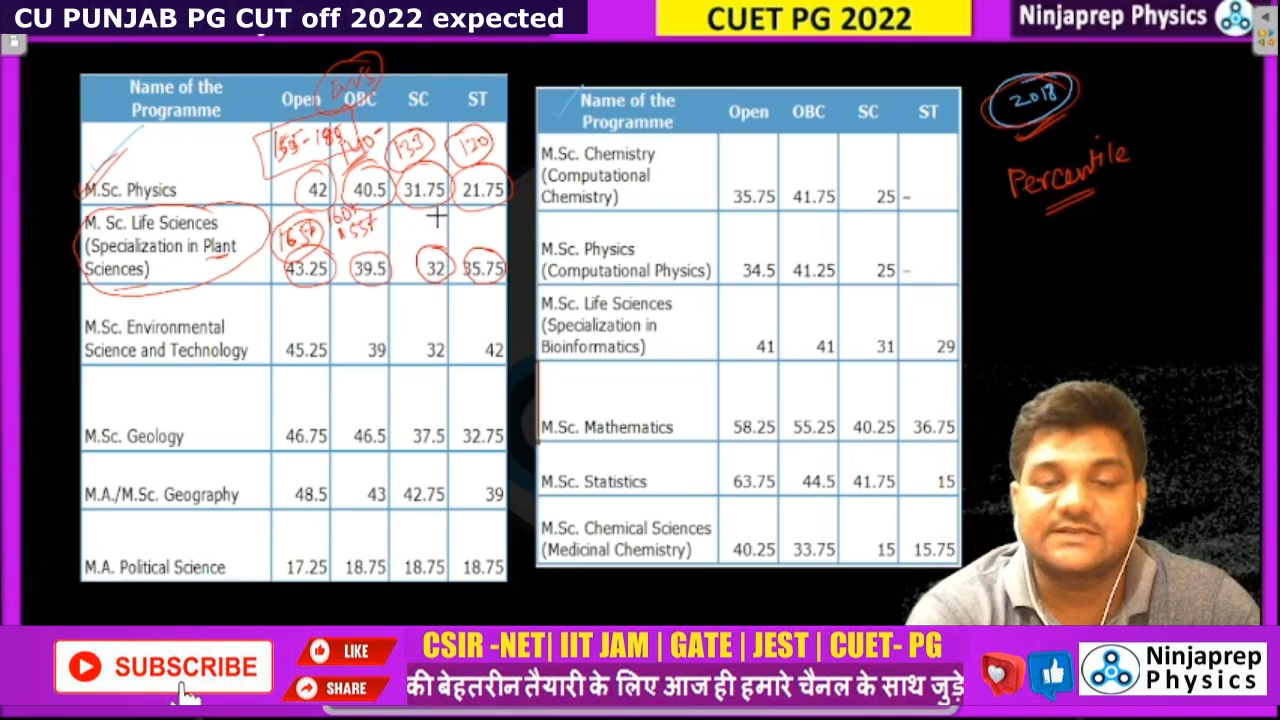 CU PUNJAB PG CUT off 2022 expected
CUET PG 2022
Ninjaprep Physics
Name of the
Programme
Open OBC SC ST
155-180 133 120
M.Sc. Physics 42 40.5 31.75 21.75
M. Sc. Life Sciences
(Specialization in Plant
Sciences) 43.25 39.5 32 35.75
M.Sc. Environmental
Science and Technology 45.25 39 32 42
M.Sc. Geology 46.75 46.5 37.5 32.75
M.A./M.Sc. Geography 48.5 43 42.75 39
M.A. Political Science 17.25 18.75 18.75 18.75
Name of the
Programme
Open OBC SC ST
M.Sc. Chemistry
(Computational
Chemistry) 35.75 41.75 25 –
M.Sc. Physics
(Computational Physics) 34.5 41.25 25 –
M.Sc. Life Sciences
(Specialization in
Bioinformatics) 41 41 31 29
M.Sc. Mathematics 58.25 55.25 40.25 36.75
M.Sc. Statistics 63.75 44.5 41.75 15
M.Sc. Chemical Sciences
(Medicinal Chemistry) 40.25 33.75 15 15.75
2018
Percentile
SUBSCRIBE
LIKE
SHARE
CSIR -NET| IIT JAM | GATE | JEST | CUET- PG
की बेहतरीन तैयारी के लिए आज ही हमारे चैनल के साथ जुड़े
Ninjaprep
Physics